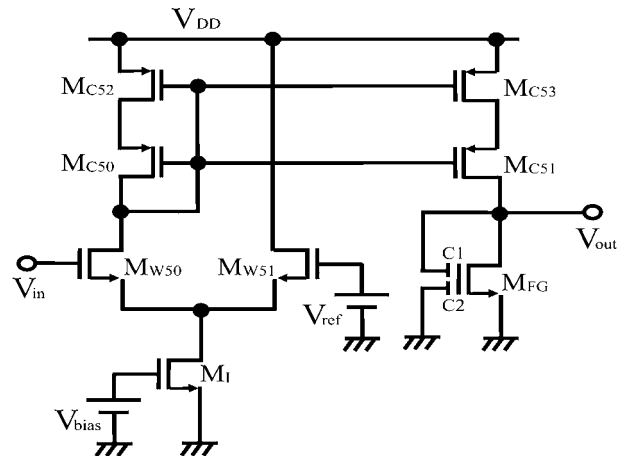 VDD
MC52
MC53
MC50
MC51
Vout
Vin
MW50
MW51
C1
C2
MFG
Vref
MI
Vbias